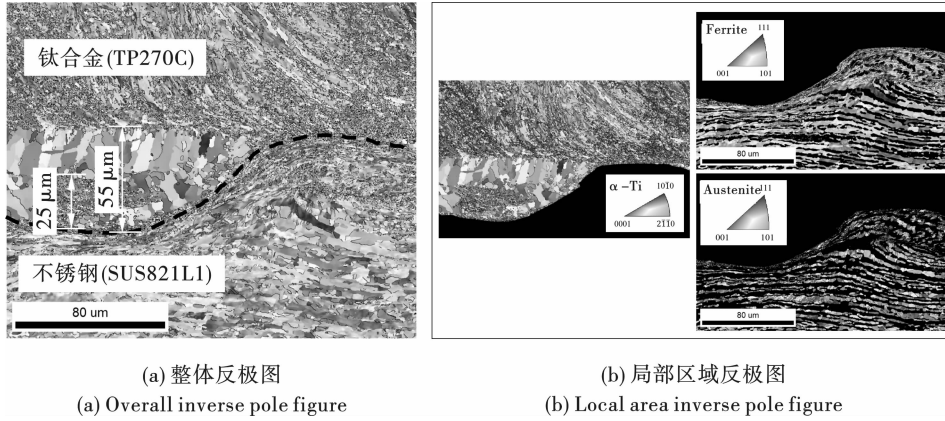 钛合金(TP270C)
25 μm
55 μm
不锈钢(SUS821L1)
80 um
α-Ti
10Ī0
0001
2ĪĪ0
Ferrite
111
001
101
80 um
Austenite
111
001
101
80 um
(a) 整体反极图
(a) Overall inverse pole figure
(b) 局部区域反极图
(b) Local area inverse pole figure